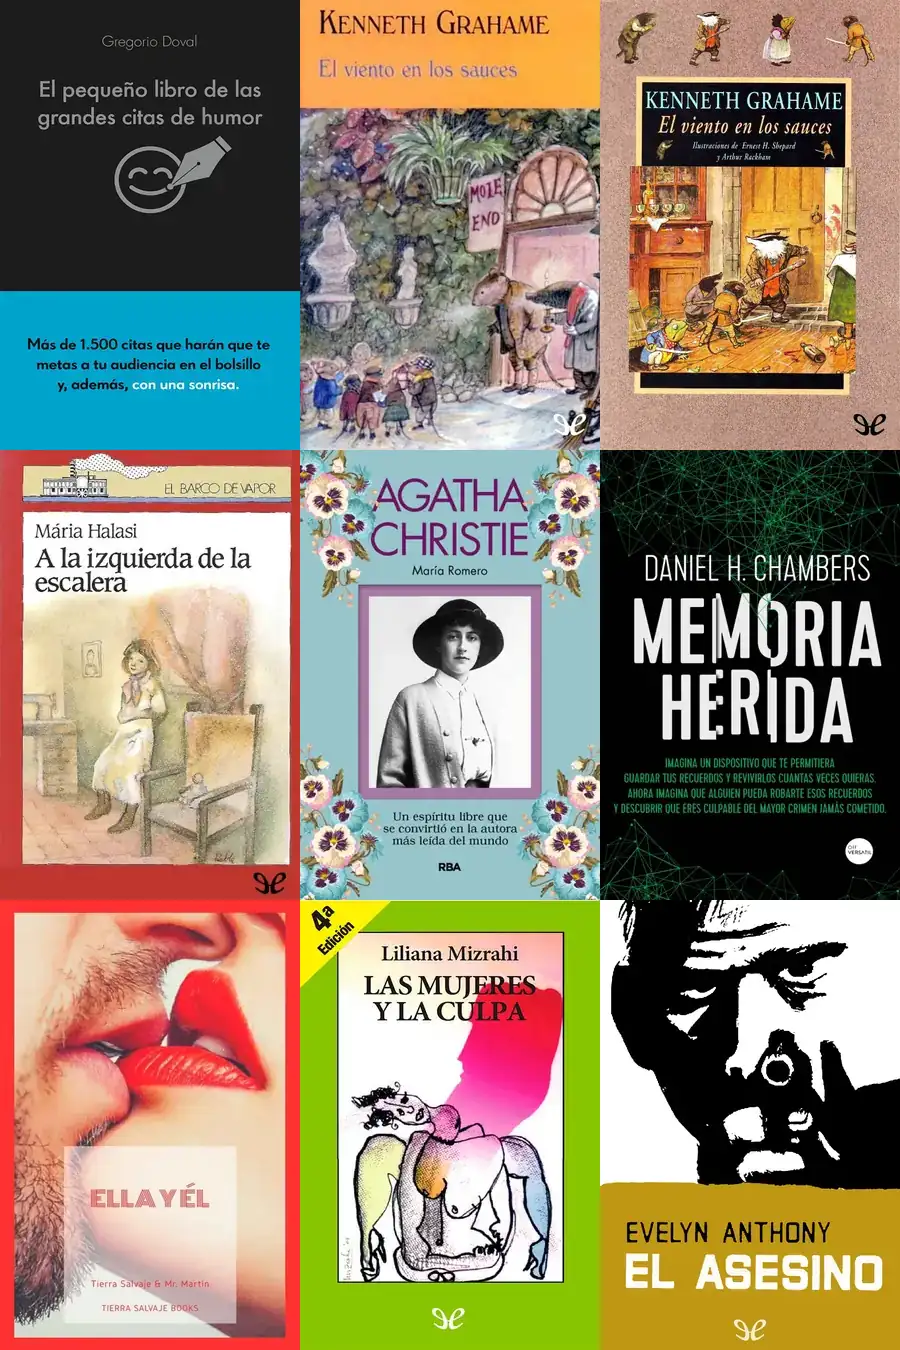 Gregorio Doval
El pequeño libro de las
grandes citas de humor
Más de 1.500 citas que harán que te
metas a tu audiencia en el bolsillo
y, además, con una sonrisa.
KENNETH GRAHAME
El viento en los sauces
MOLE
END
KENNETH GRAHAME
El viento en los sauces
Ilustraciones de Ernest H. Shepard
y Arthur Rackham
EL BARCO DE VAPOR
Mária Halasi
A la izquierda de la
escalera
AGATHA
CHRISTIE
María Romero
Un espíritu libre que
se convirtió en la autora
más leída del mundo
RBA
DANIEL H. CHAMBERS
MEMORIA
HERIDA
IMAGINA UN DISPOSITIVO QUE TE PERMITIERA
GUARDAR TUS RECUERDOS Y REVIVIRLOS CUANTAS VECES QUIERAS.
AHORA IMAGINA QUE ALGUIEN PUEDA ROBARTE ESOS RECUERDOS
Y DESCUBRIR QUE ERES CULPABLE DEL MAYOR CRIMEN JAMÁS COMETIDO.
VERSÁTIL
ELLA Y ÉL
Tierra Salvaje & Mr. Martín
TIERRA SALVAJE BOOKS
4ª
Edición
Liliana Mizrahi
LAS MUJERES
Y LA CULPA
EVELYN ANTHONY
EL ASESINO